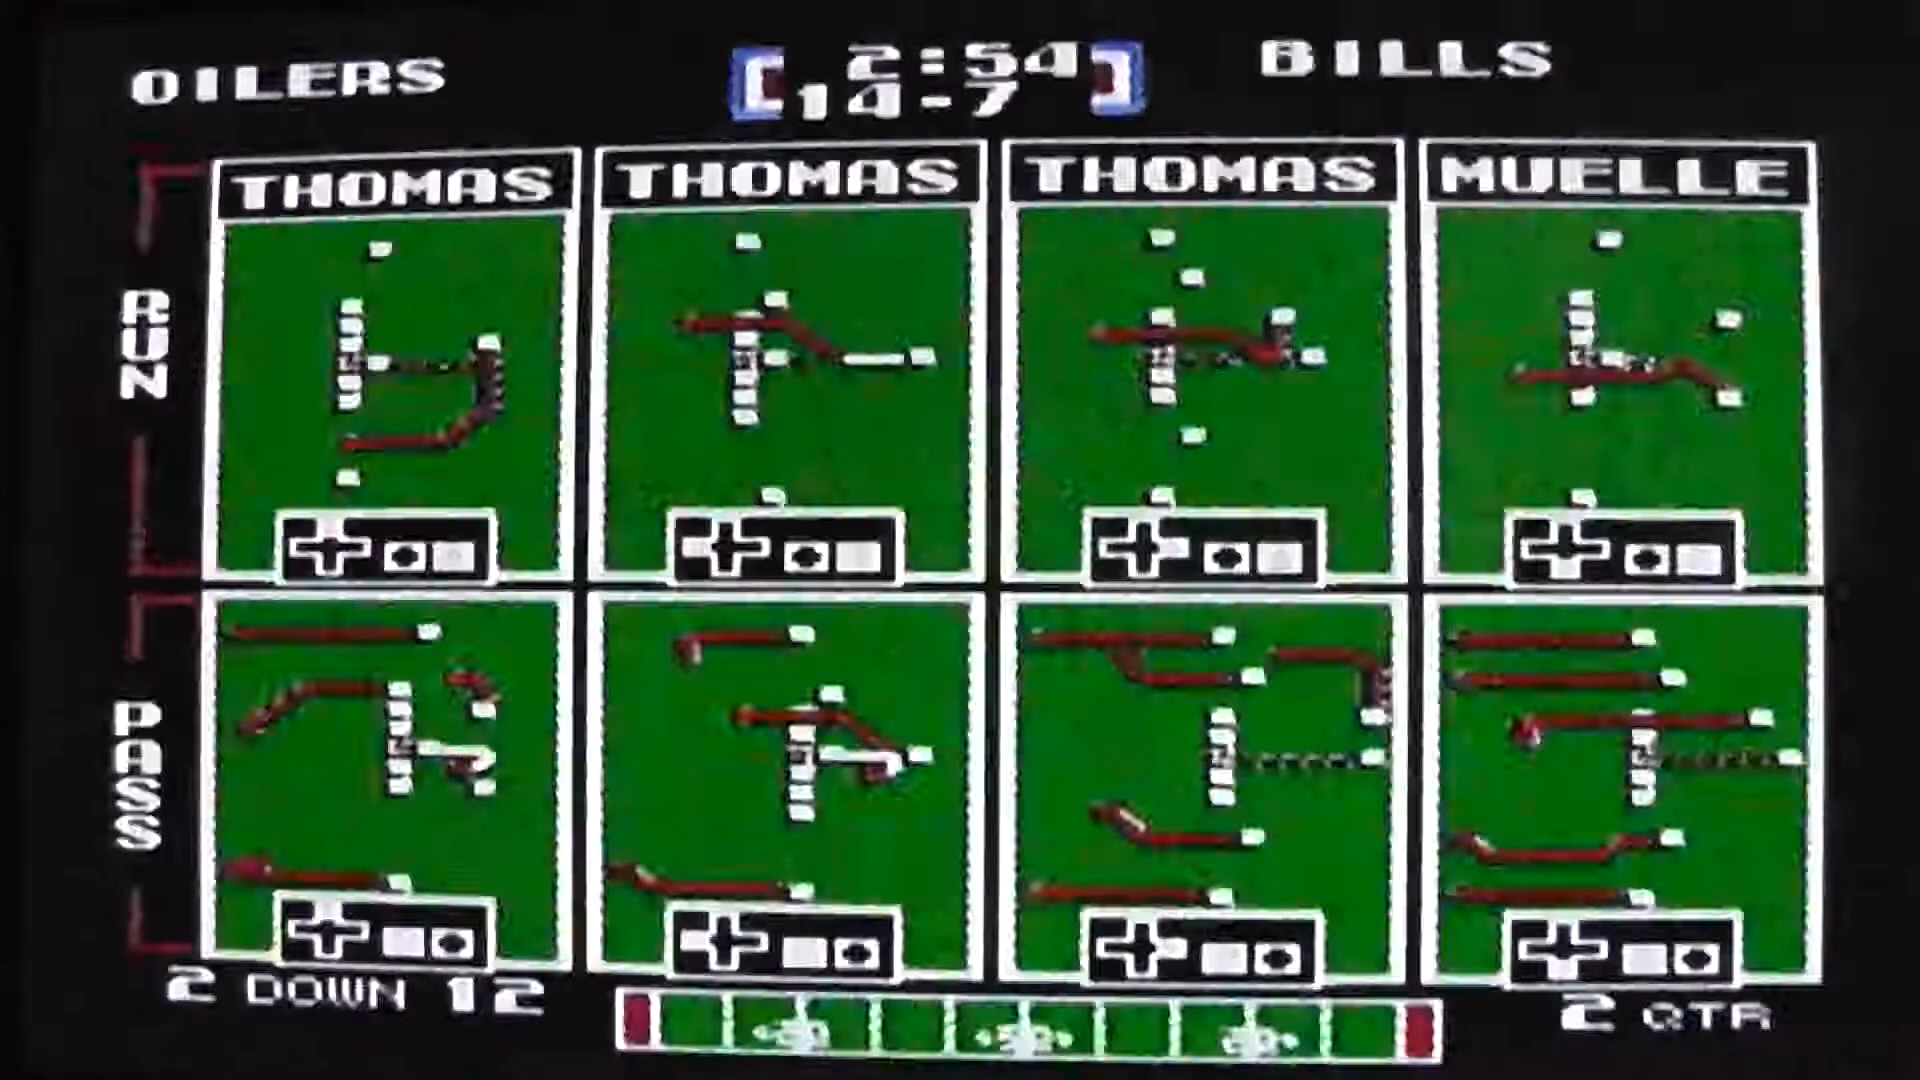 OILERS
2:54
BILLS
14-7
THOMAS
THOMAS
THOMAS
MUELLE
RUN
PASS
2 DOWN 12
2 QTR